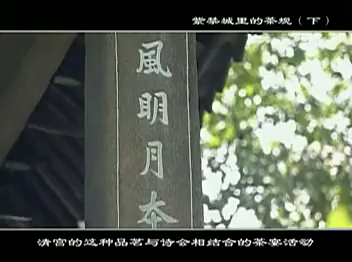 紫禁城里的茶规（下）
風明月本
清宫的这种品茗与诗会相结合的茶宴活动